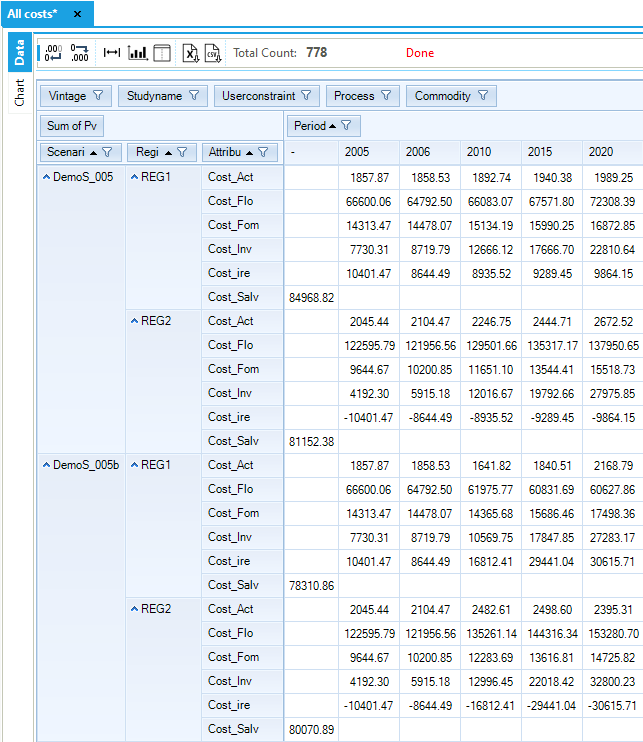 All costs* ×
Data
Chart
.000 .000 CSV Total Count: 778 Done
Vintage Studyname Userconstraint Process Commodity
Sum of Pv Period
Scenari Regi Attribu - 2005 2006 2010 2015 2020
DemoS_005 REG1 Cost_Act 1857.87 1858.53 1892.74 1940.38 1989.25
Cost_Flo 66600.06 64792.50 66083.07 67571.80 72308.39
Cost_Fom 14313.47 14478.07 15134.19 15990.25 16872.85
Cost_Inv 7730.31 8719.79 12666.12 17666.70 22810.64
Cost_ire 10401.47 8644.49 8935.52 9289.45 9864.15
Cost_Salv 84968.82
REG2 Cost_Act 2045.44 2104.47 2246.75 2444.71 2672.52
Cost_Flo 122595.79 121956.56 129501.66 135317.17 137950.65
Cost_Fom 9644.67 10200.85 11651.10 13544.41 15518.73
Cost_Inv 4192.30 5915.18 12016.67 19792.66 27975.85
Cost_ire -10401.47 -8644.49 -8935.52 -9289.45 -9864.15
Cost_Salv 81152.38
DemoS_005b REG1 Cost_Act 1857.87 1858.53 1641.82 1840.51 2168.79
Cost_Flo 66600.06 64792.50 61975.77 60831.69 60627.86
Cost_Fom 14313.47 14478.07 14365.68 15686.46 17498.36
Cost_Inv 7730.31 8719.79 10569.75 17847.85 27283.17
Cost_ire 10401.47 8644.49 16812.41 29441.04 30615.71
Cost_Salv 78310.86
REG2 Cost_Act 2045.44 2104.47 2482.61 2498.60 2395.31
Cost_Flo 122595.79 121956.56 135261.14 144316.34 153280.70
Cost_Fom 9644.67 10200.85 12283.69 13616.81 14725.82
Cost_Inv 4192.30 5915.18 12996.45 22018.42 32800.23
Cost_ire -10401.47 -8644.49 -16812.41 -29441.04 -30615.71
Cost_Salv 80070.89